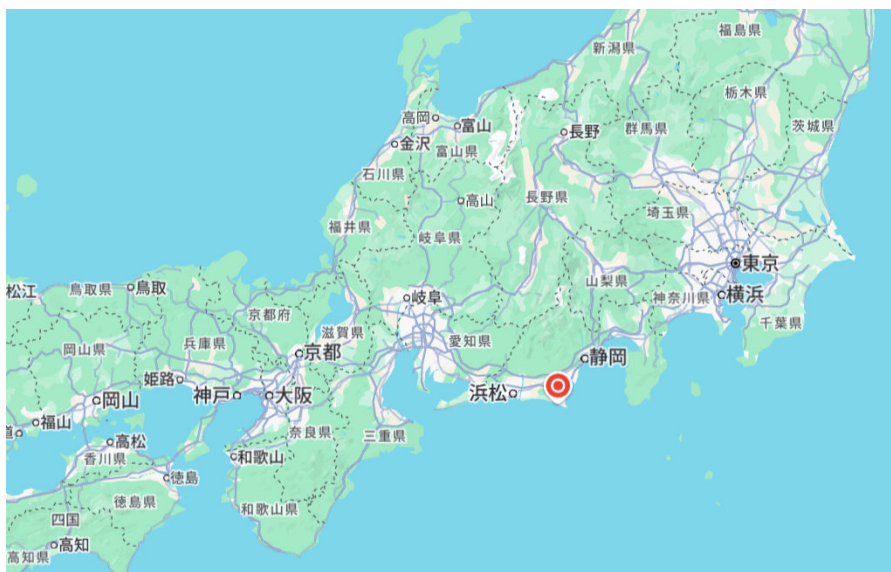 福島県
新潟県
栃木県
高岡
富山
長野
群馬県
茨城県
金沢
富山県
石川県
高山
長野県
埼玉県
福井県
岐阜県
東京
松江
鳥取県
鳥取
山梨県
岐阜
神奈川県
横浜
京都府
千葉県
滋賀県
兵庫県
愛知県
岡山県
京都
静岡
姫路
神戸
大阪
浜松
岡山
福山
道
奈良県
三重県
高松
香川県
和歌山
徳島
徳島県
和歌山県
四国
高知
高知県